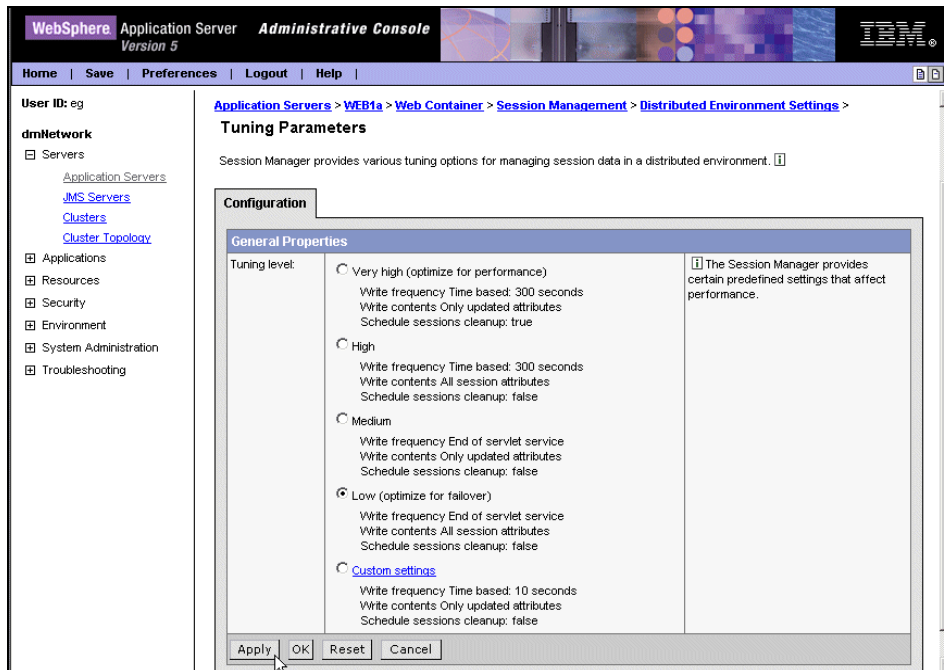 WebSphere. Application Server Administrative Console
Version 5
IBM®
Home | Save | Preferences | Logout | Help |
User ID: eg
dmNetwork
Servers
Application Servers
JMS Servers
Clusters
Cluster Topology
Applications
Resources
Security
Environment
System Administration
Troubleshooting
Application Servers > WEB1a > Web Container > Session Management > Distributed Environment Settings >
Tuning Parameters
Session Manager provides various tuning options for managing session data in a distributed environment. i
Configuration
General Properties
Tuning level:
Very high (optimize for performance)
Write frequency Time based: 300 seconds
Write contents Only updated attributes
Schedule sessions cleanup: true
High
Write frequency Time based: 300 seconds
Write contents All session attributes
Schedule sessions cleanup: false
Medium
Write frequency End of servlet service
Write contents Only updated attributes
Schedule sessions cleanup: false
Low (optimize for failover)
Write frequency End of servlet service
Write contents All session attributes
Schedule sessions cleanup: false
Custom settings
Write frequency Time based: 10 seconds
Write contents Only updated attributes
Schedule sessions cleanup: false
i The Session Manager provides
certain predefined settings that affect
performance.
Apply OK Reset Cancel